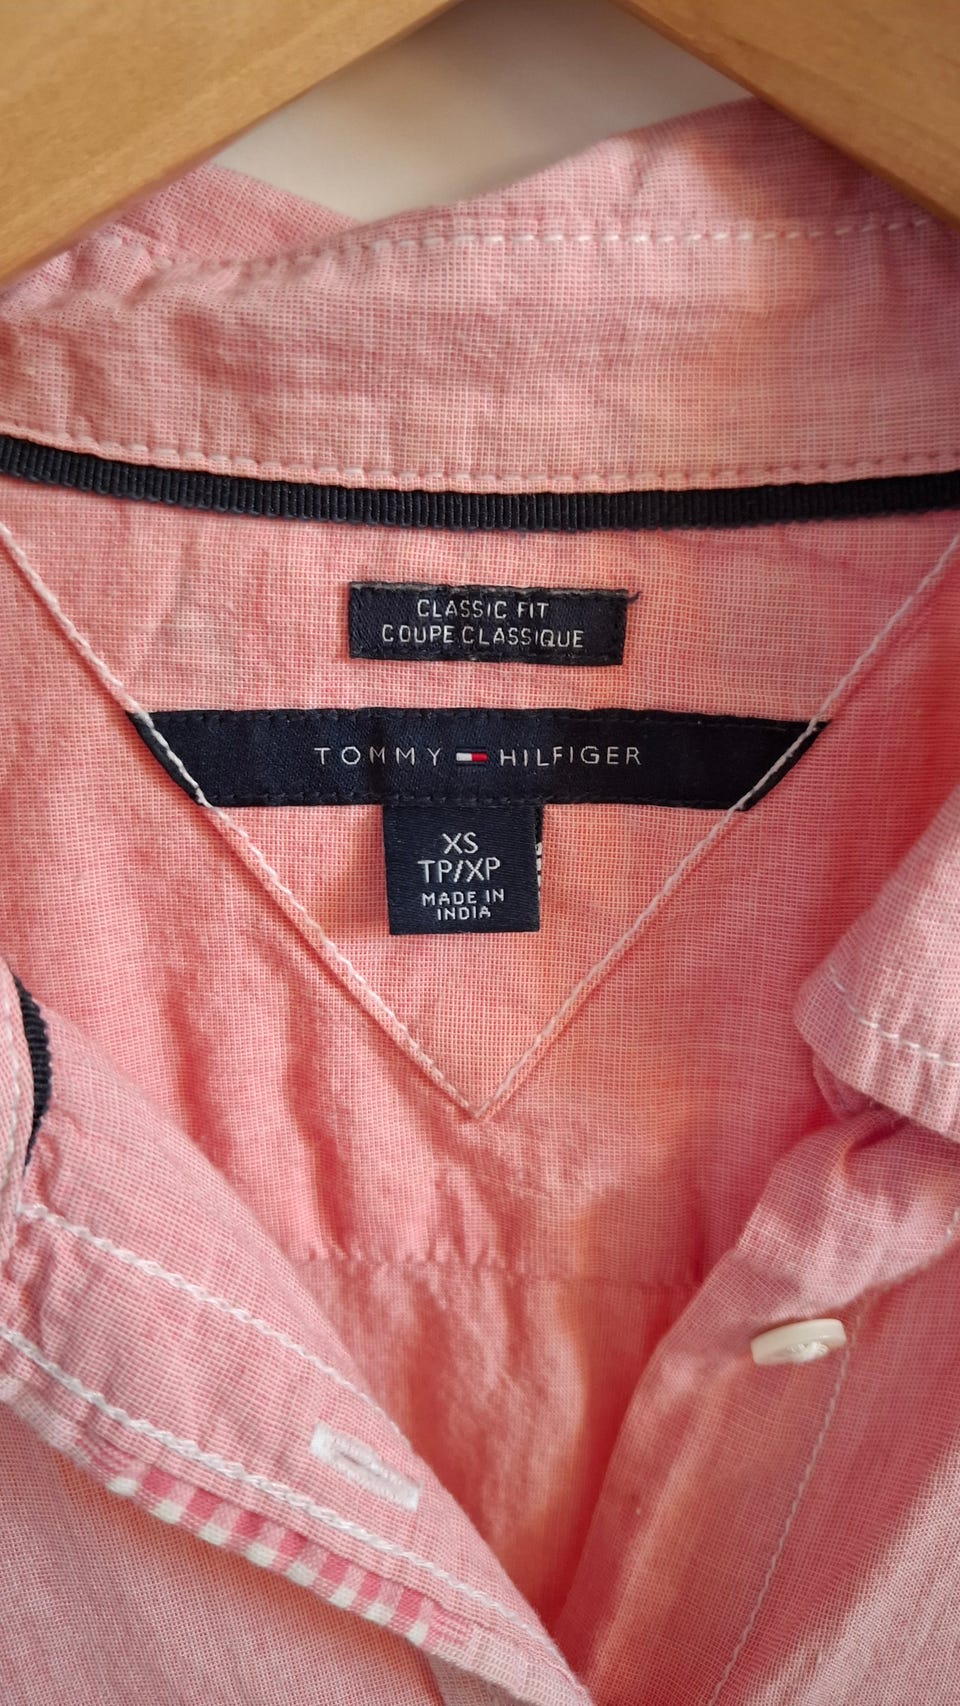 CLASSIC FIT
COUPE CLASSIQUE
TOMMY HILFIGER
XS
TP/XP
MADE IN
INDIA